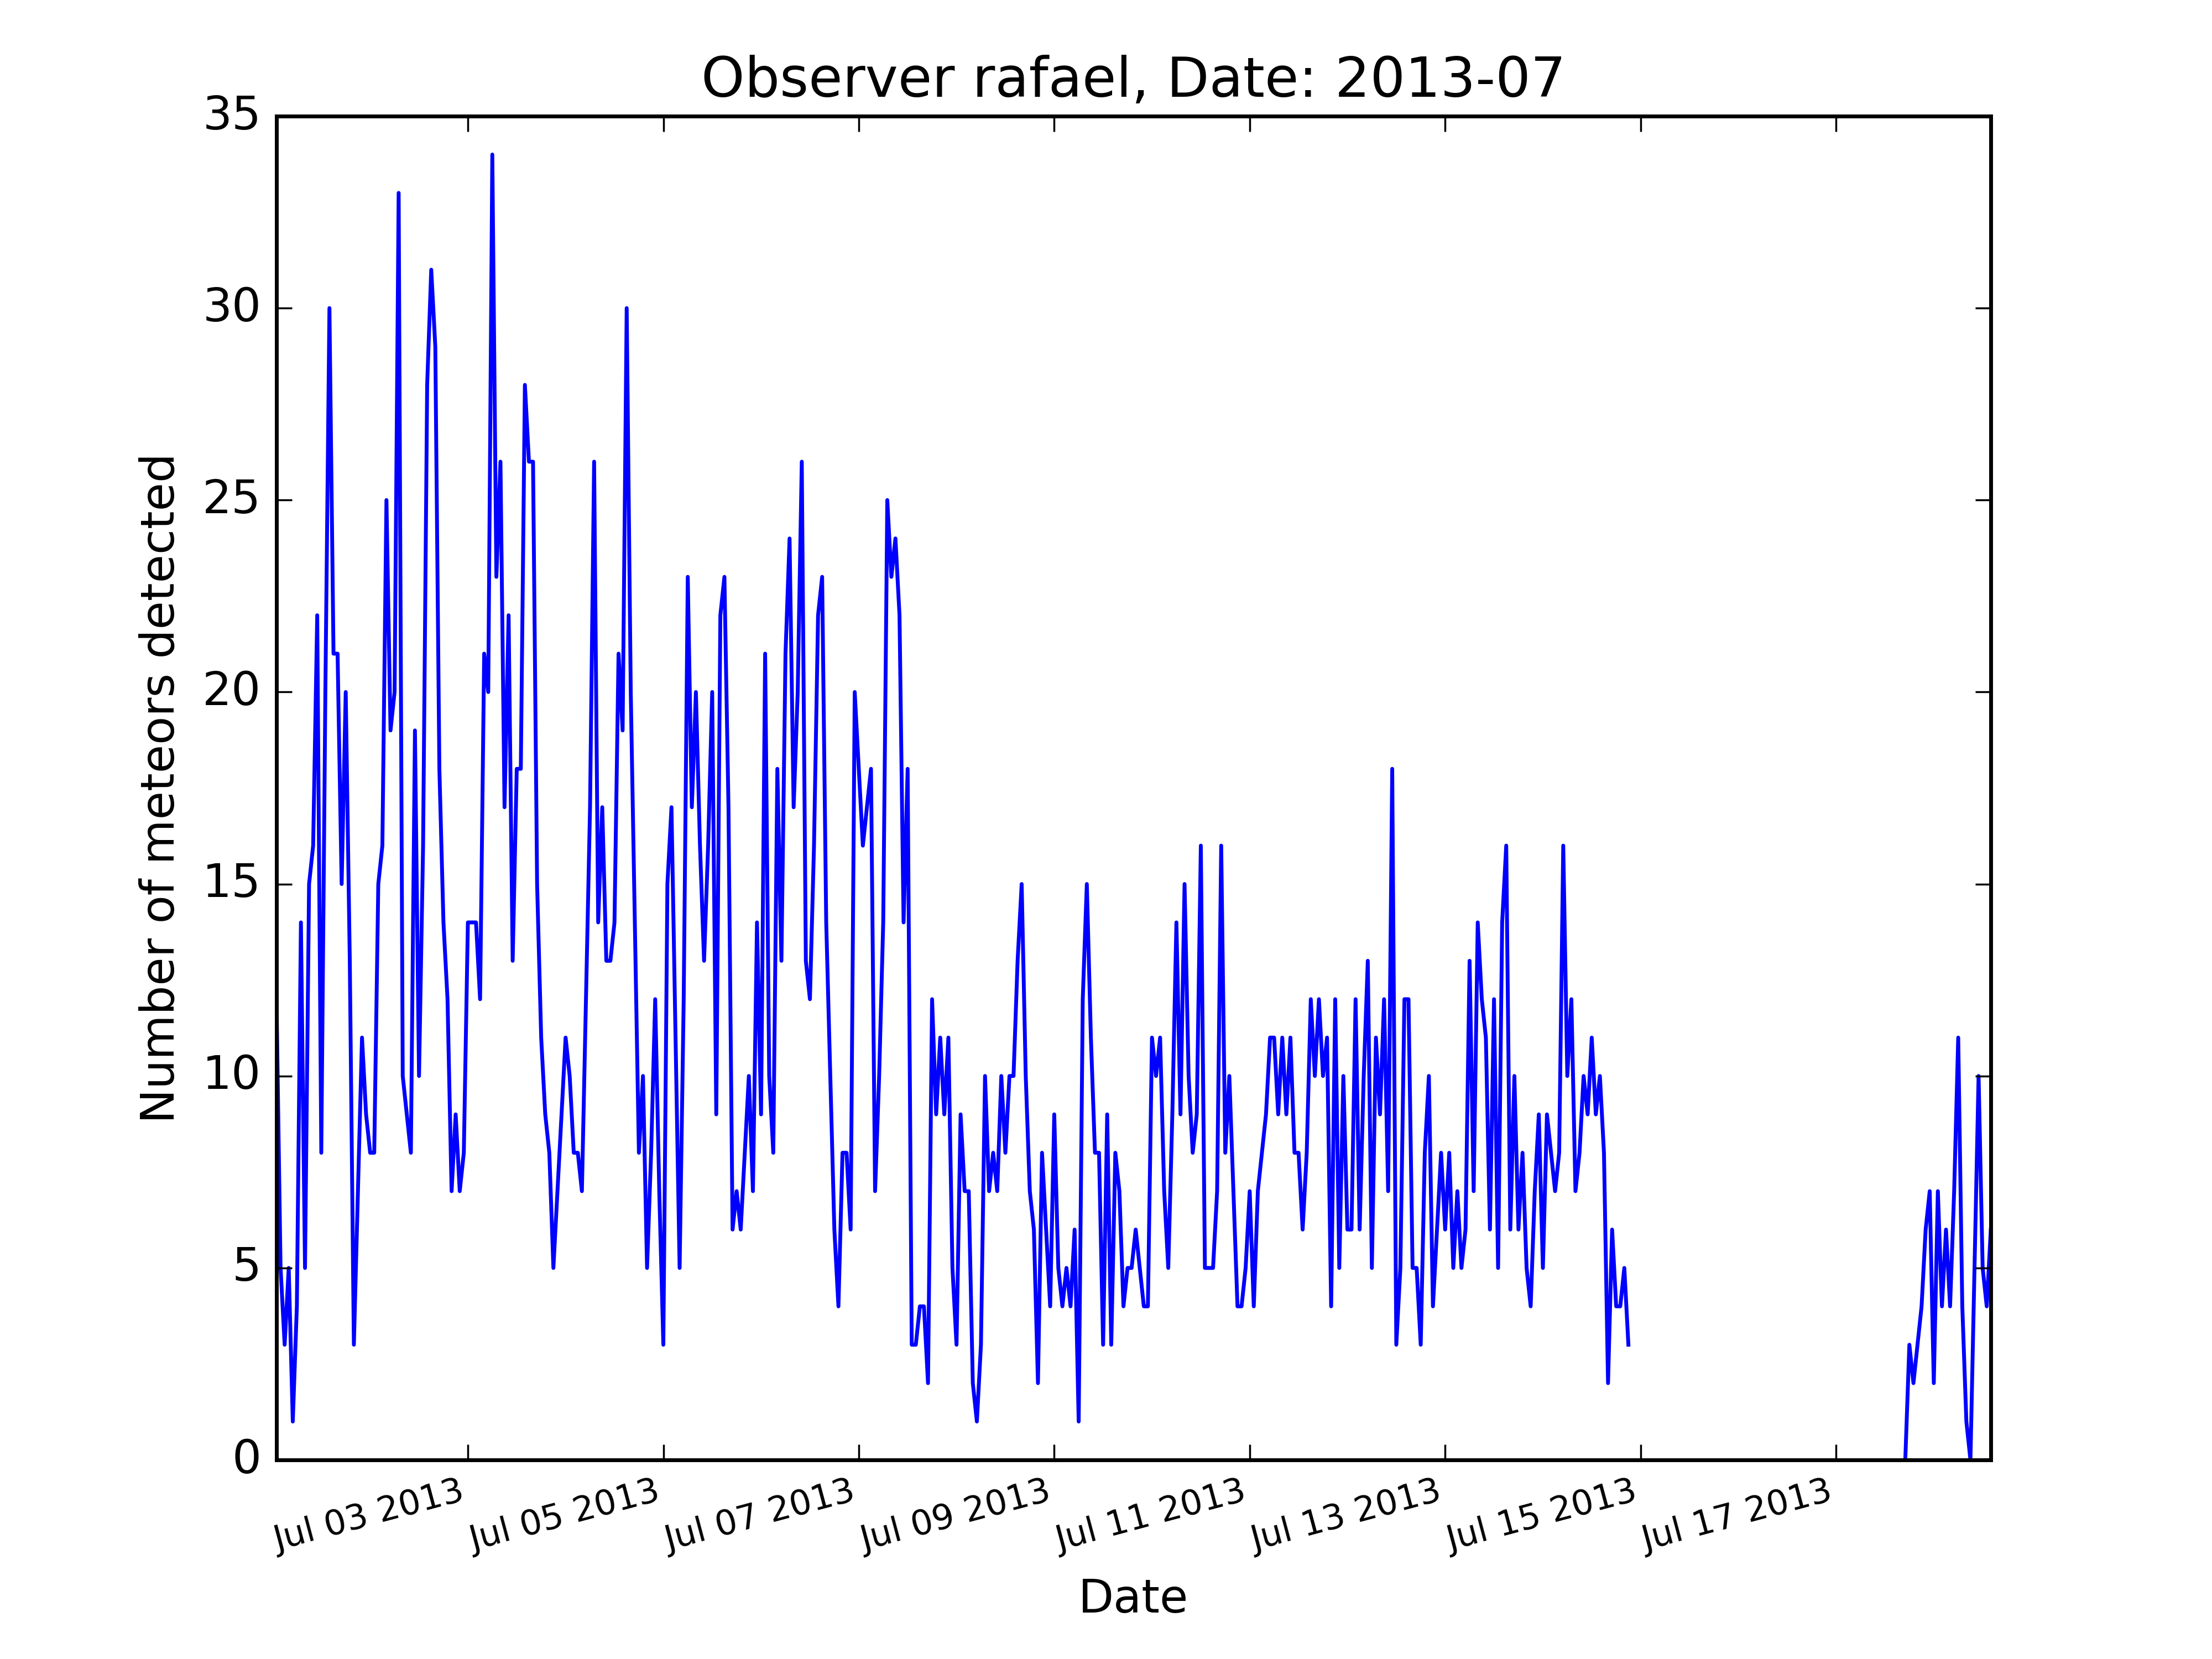 Observer rafael, Date: 2013-07
35
30
25
20
15
10
5
0
Number of meteors detected
Jul 03 2013
Jul 05 2013
Jul 07 2013
Jul 09 2013
Jul 11 2013
Jul 13 2013
Jul 15 2013
Jul 17 2013
Date